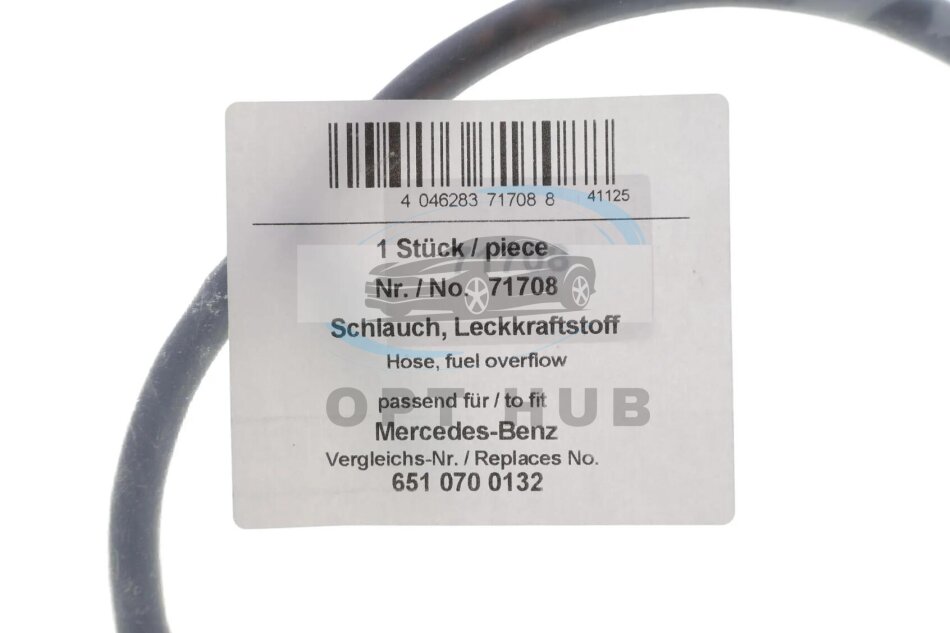 4 046283 71708 8
41125
1 Stück / piece
Nr. / No. 71708
Schlauch, Leckkraftstoff
Hose, fuel overflow
passend für / to fit
OPT HUB
Mercedes-Benz
Vergleichs-Nr. / Replaces No.
651 070 0132